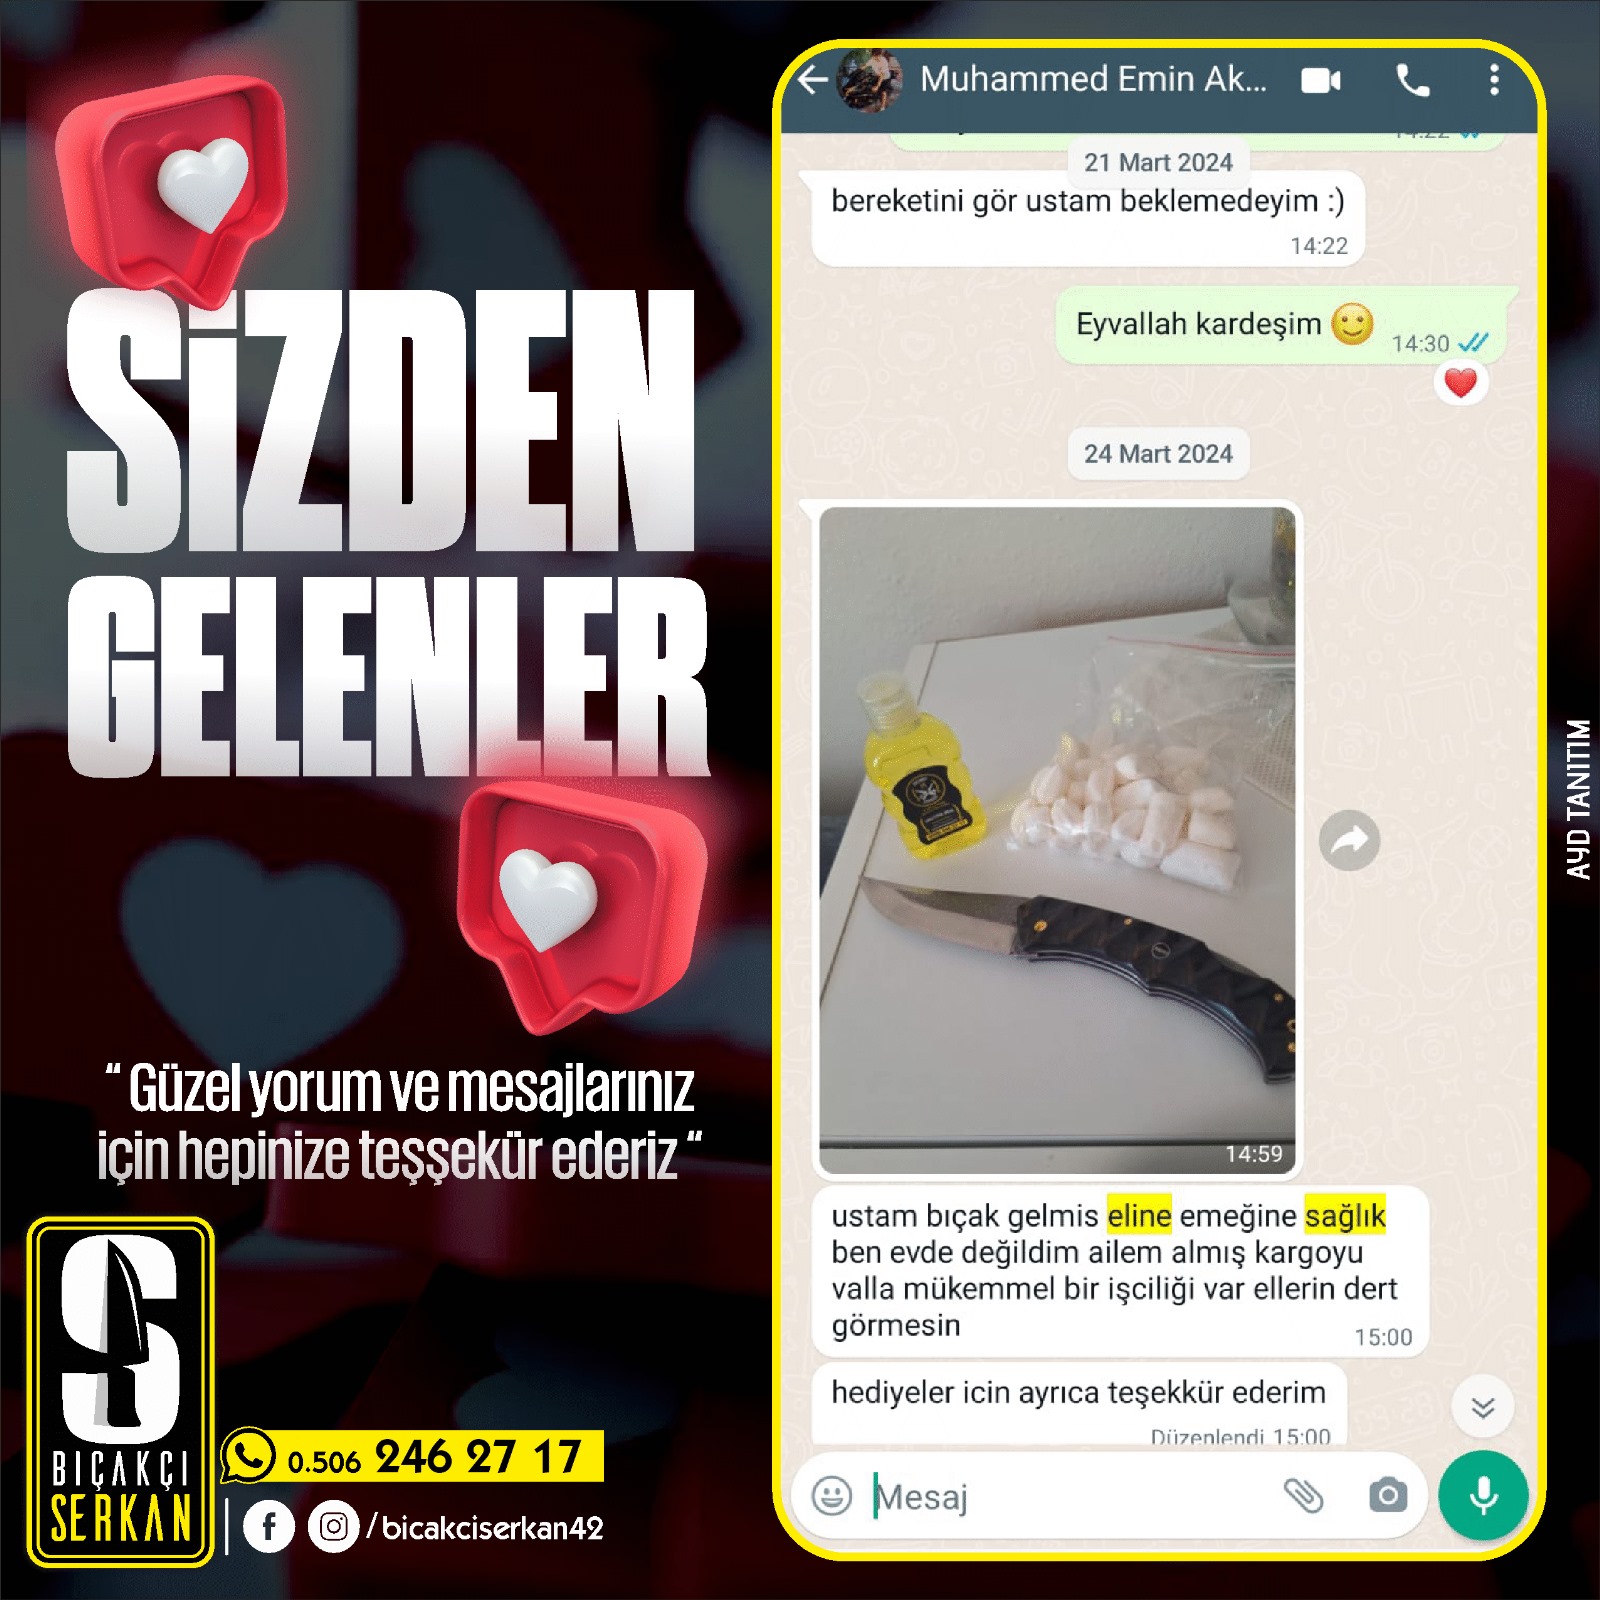 SİZDEN
GELENLER
“ Güzel yorum ve mesajlarınız
için hepinize teşşekür ederiz “
BIÇAKÇI
SERKAN
0.506 246 27 17
/bicakciserkan42
Muhammed Emin Ak...
14:22
21 Mart 2024
bereketini gör ustam beklemedeyim :)
14:22
Eyvallah kardeşim 🙂 14:30
❤️
24 Mart 2024
14:59
ustam bıçak gelmis eline emeğine sağlık
ben evde değildim ailem almış kargoyu
valla mükemmel bir işciliği var ellerin dert
görmesin
15:00
hediyeler icin ayrıca teşekkür ederim
Düzenlendi 15:00
Mesaj
AYD TANITIM